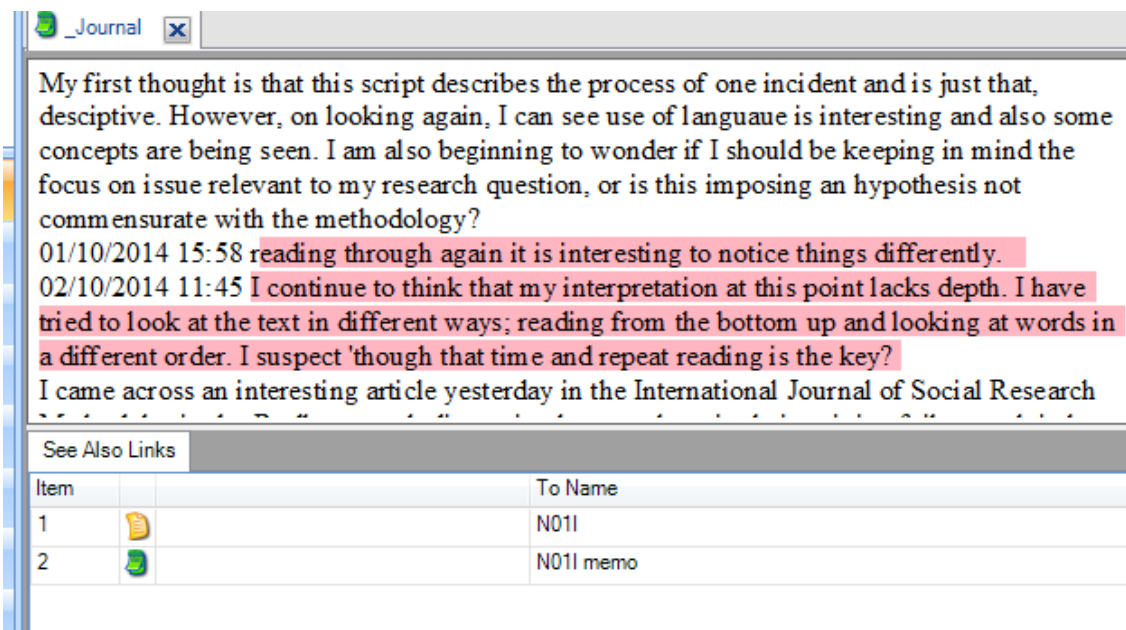 _Journal
My first thought is that this script describes the process of one incident and is just that,
desciptive. However, on looking again, I can see use of languaue is interesting and also some
concepts are being seen. I am also beginning to wonder if I should be keeping in mind the
focus on issue relevant to my research question, or is this imposing an hypothesis not
commensurate with the methodology?
01/10/2014 15:58 reading through again it is interesting to notice things differently.
02/10/2014 11:45 I continue to think that my interpretation at this point lacks depth. I have
tried to look at the text in different ways; reading from the bottom up and looking at words in
a different order. I suspect 'though that time and repeat reading is the key?
I came across an interesting article yesterday in the International Journal of Social Research
See Also Links
Item To Name
1 N01I
2 N01I memo